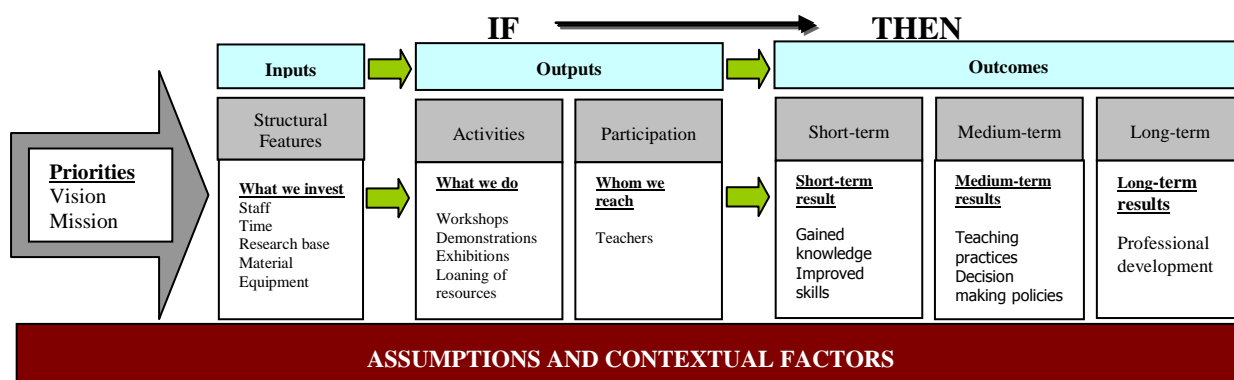 IF THEN
Inputs
Outputs
Outcomes
Structural
Features
Activities
Participation
Short-term
Medium-term
Long-term
Priorities
Vision
Mission
What we invest
Staff
Time
Research base
Material
Equipment
What we do
Workshops
Demonstrations
Exhibitions
Loaning of
resources
Whom we
reach
Teachers
Short-term
result
Gained
knowledge
Improved
skills
Medium-term
results
Teaching
practices
Decision
making policies
Long-term
results
Professional
development
ASSUMPTIONS AND CONTEXTUAL FACTORS